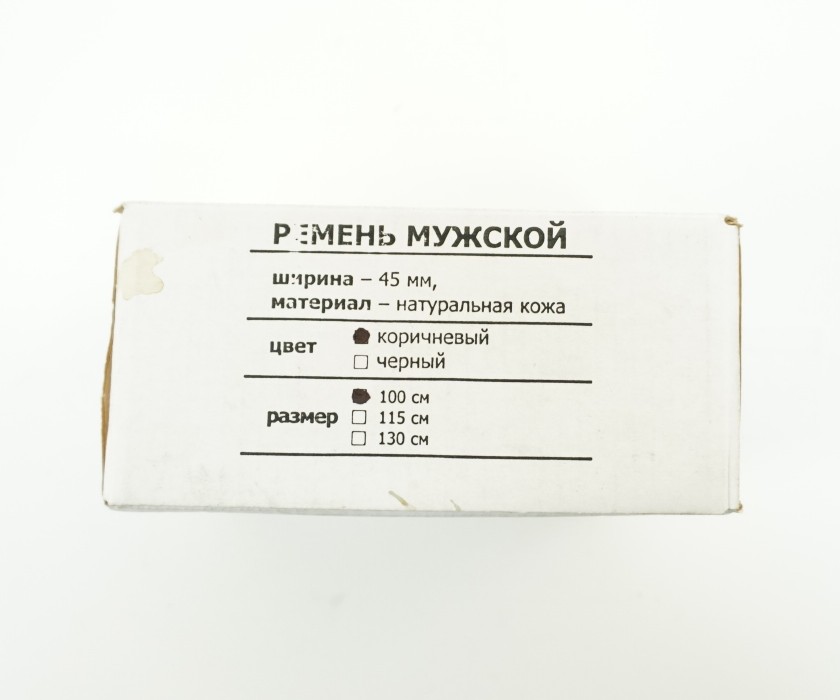 РЕМЕНЬ МУЖСКОЙ
ширина – 45 мм,
материал – натуральная кожа
цвет
коричневый
черный
размер
100 см
115 см
130 см